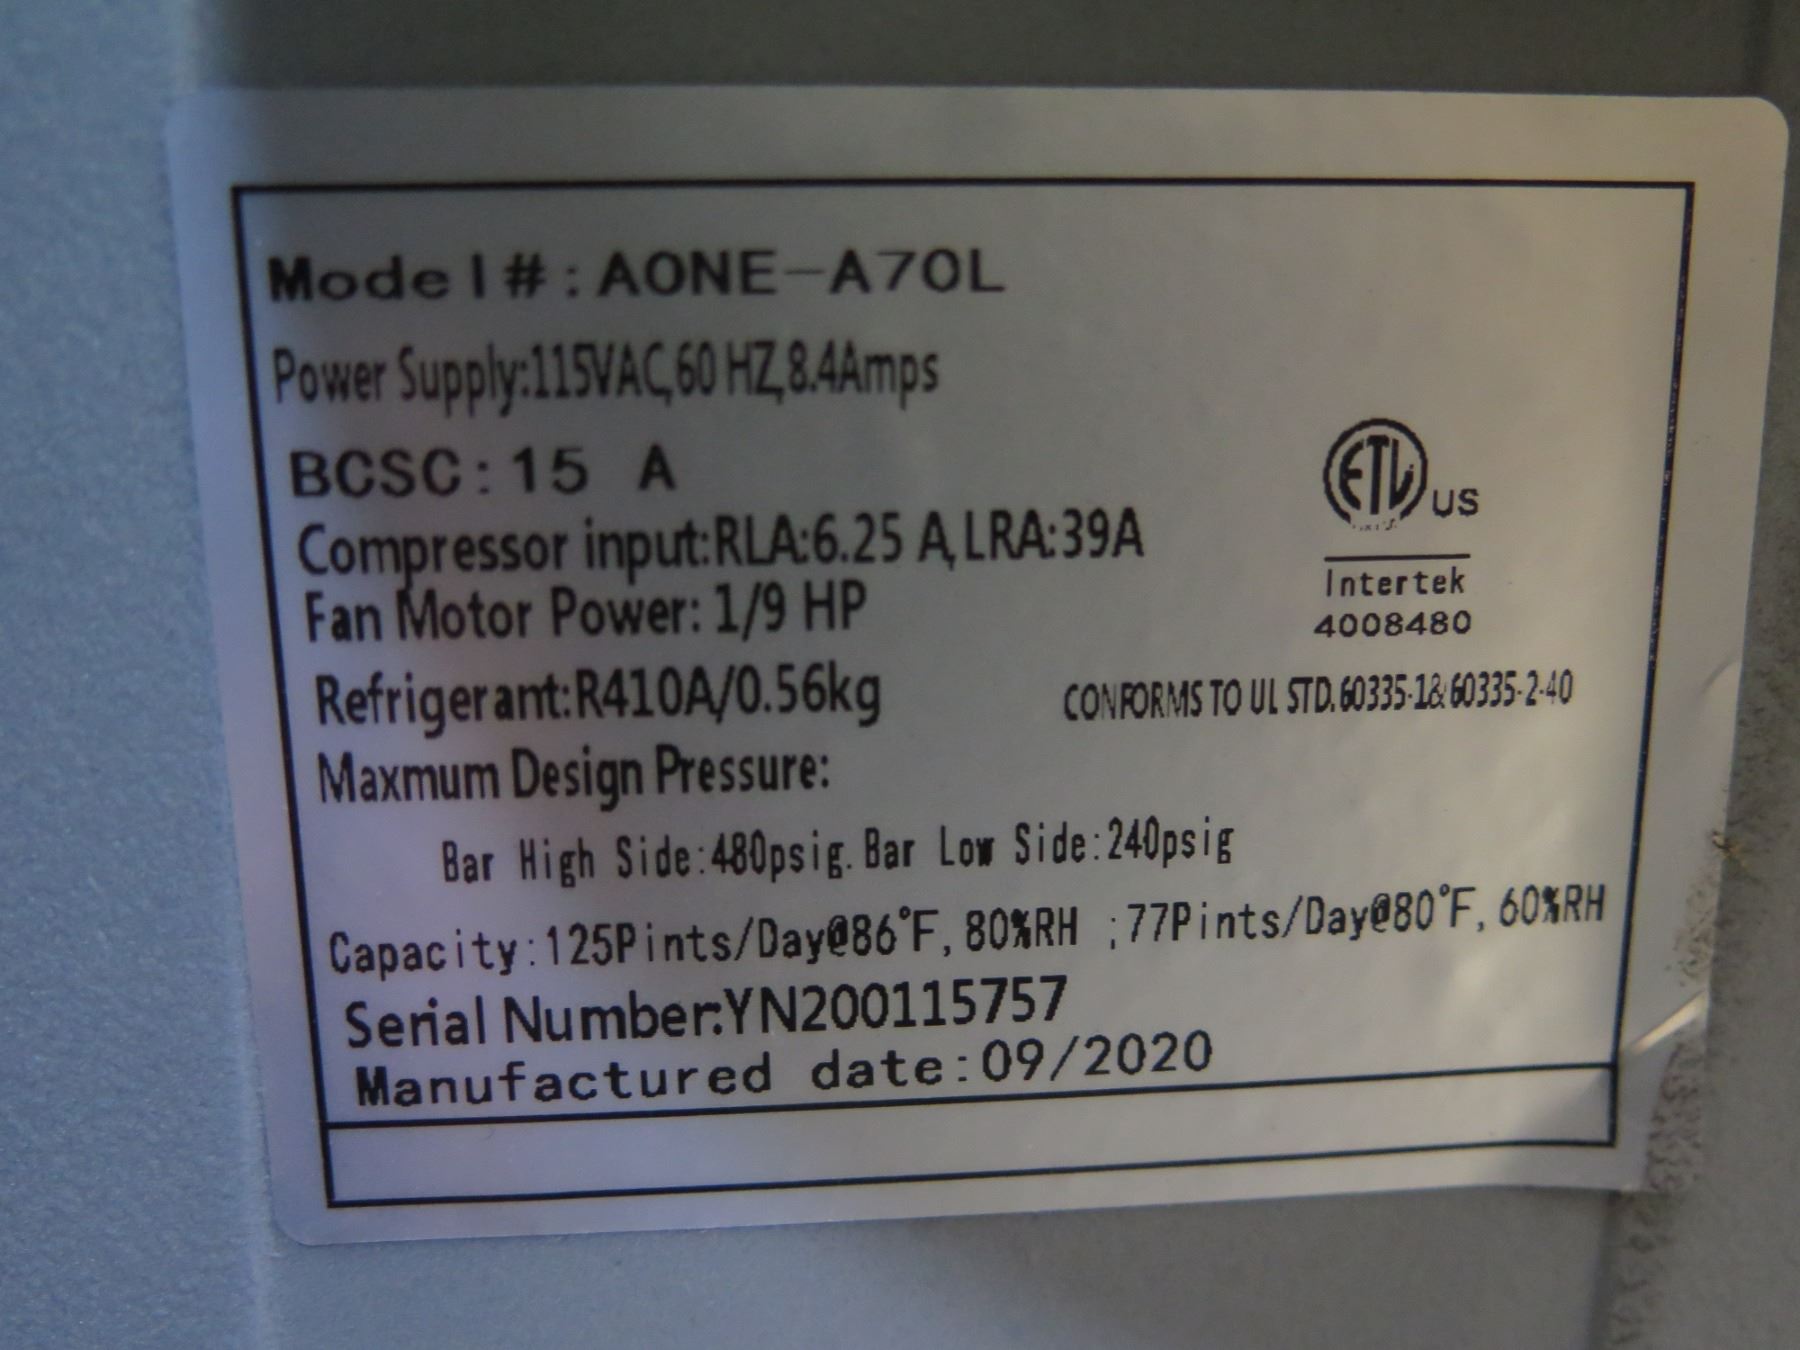 Model#:AONE-A70L
Power Supply:115VAC,60 HZ,8.4Amps
BCSC:15 A
Compressor input:RLA:6.25 A,LRA:39A
Fan Motor Power: 1/9 HP
ETL US
Intertek
4008480
Refrigerant:R410A/0.56kg
CONFORMS TO UL STD.60335-1&60335-2-40
Maxmum Design Pressure:
Bar High Side:480psig. Bar Low Side:240psig
Capacity:125Pints/Day@86°F, 80%RH ;77Pints/Day@80°F, 60%RH
Serial Number:YN200115757
Manufactured date:09/2020